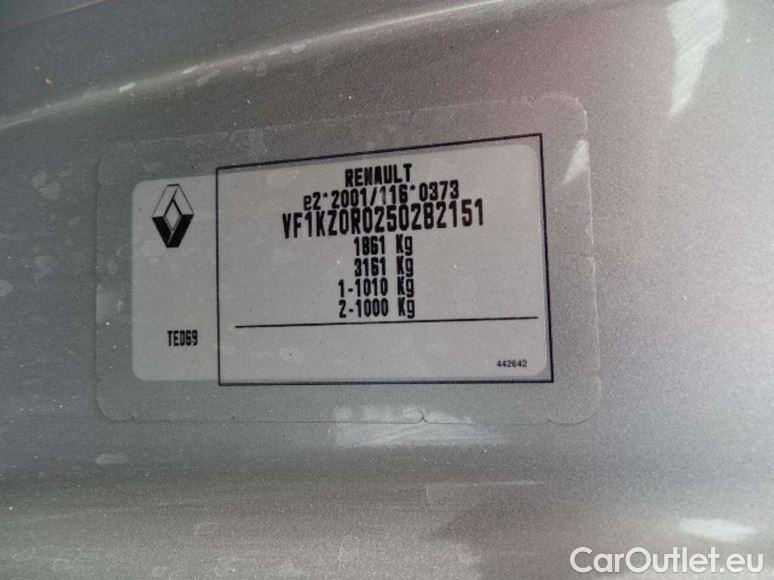 RENAULT
e2*2001/116*0373
VF1KZ0R0250282151
1861 Kg
3161 Kg
1-1010 Kg
2-1000 Kg
TED69
442642
CarOutlet.eu